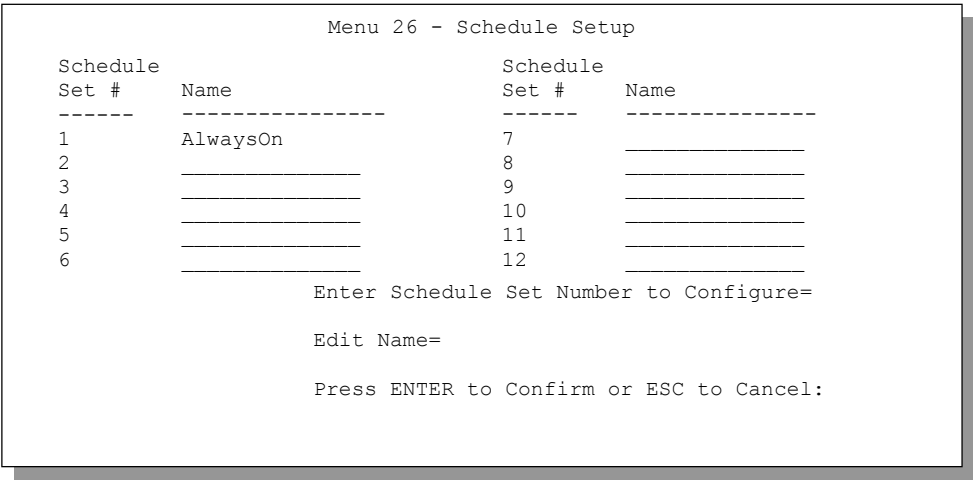 Menu 26 - Schedule Setup
Schedule Schedule
Set # Name Set # Name
------ ---------------- ------ ---------------
1 AlwaysOn 7 ______________
2 ______________ 8 ______________
3 ______________ 9 ______________
4 ______________ 10 ______________
5 ______________ 11 ______________
6 ______________ 12 ______________
Enter Schedule Set Number to Configure=
Edit Name=
Press ENTER to Confirm or ESC to Cancel: